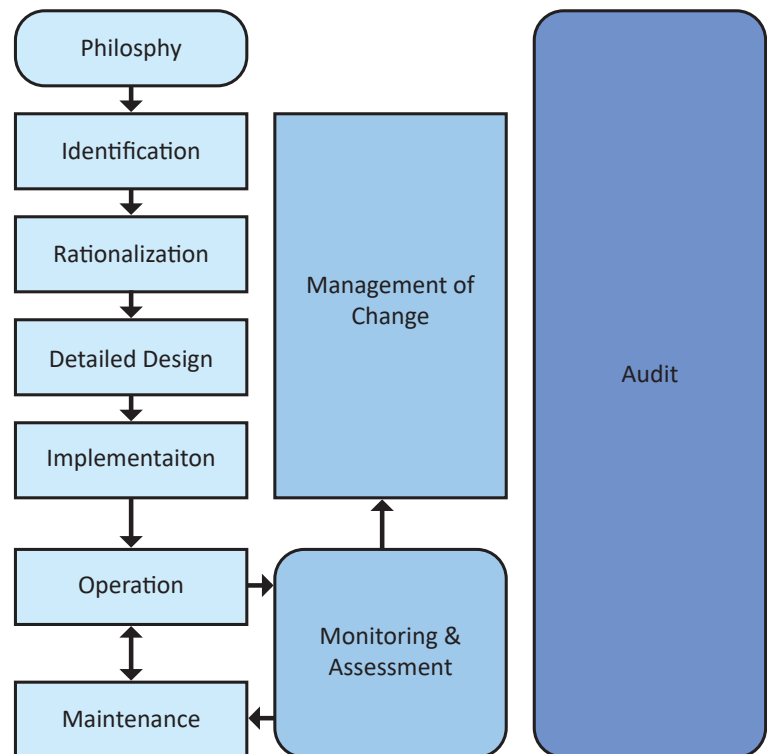 Philosphy
Identification
Rationalization
Detailed Design
Implementaiton
Operation
Maintenance
Management of
Change
Monitoring &
Assessment
Audit